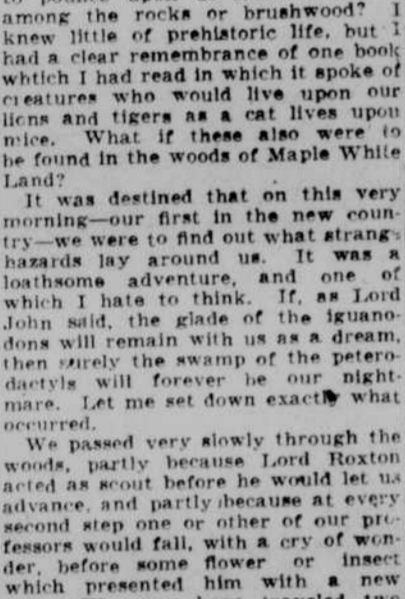 among the rocks or brushwood? I
knew little of prehistoric life, but I
had a clear remembrance of one book
whtich I had read in which it spoke of
creatures who would live upon our
lions and tigers as a cat lives upon
mice. What if these also were to
be found in the woods of Maple White
Land?
It was destined that on this very
morning—our first in the new coun-
try—we were to find out what strange
hazards lay around us. It was a
loathsome adventure, and one of
which I hate to think. If, as Lord
John said, the glade of the iguano-
dons will remain with us as a dream,
then surely the swamp of the petero-
dactyls will forever be our night-
mare. Let me set down exactly what
occurred.
We passed very slowly through the
woods, partly because Lord Roxton
acted as scout before he would let us
advance, and partly because at every
second step one or other of our pro-
fessors would fall, with a cry of won-
der, before some flower or insect
which presented him with a new